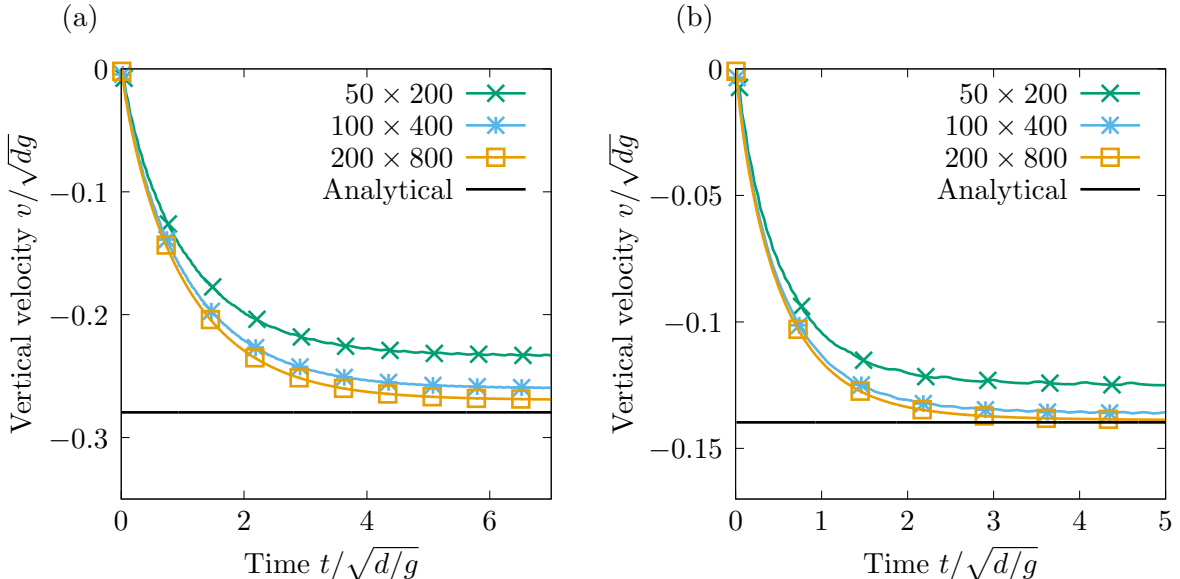 (a)
0
−0.1
−0.2
−0.3
0
2
4
6
Vertical velocity v/√dg
Time t/√d/g
50 × 200
100 × 400
200 × 800
Analytical
(b)
0
−0.05
−0.1
−0.15
0
1
2
3
4
5
Vertical velocity v/√dg
Time t/√d/g
50 × 200
100 × 400
200 × 800
Analytical